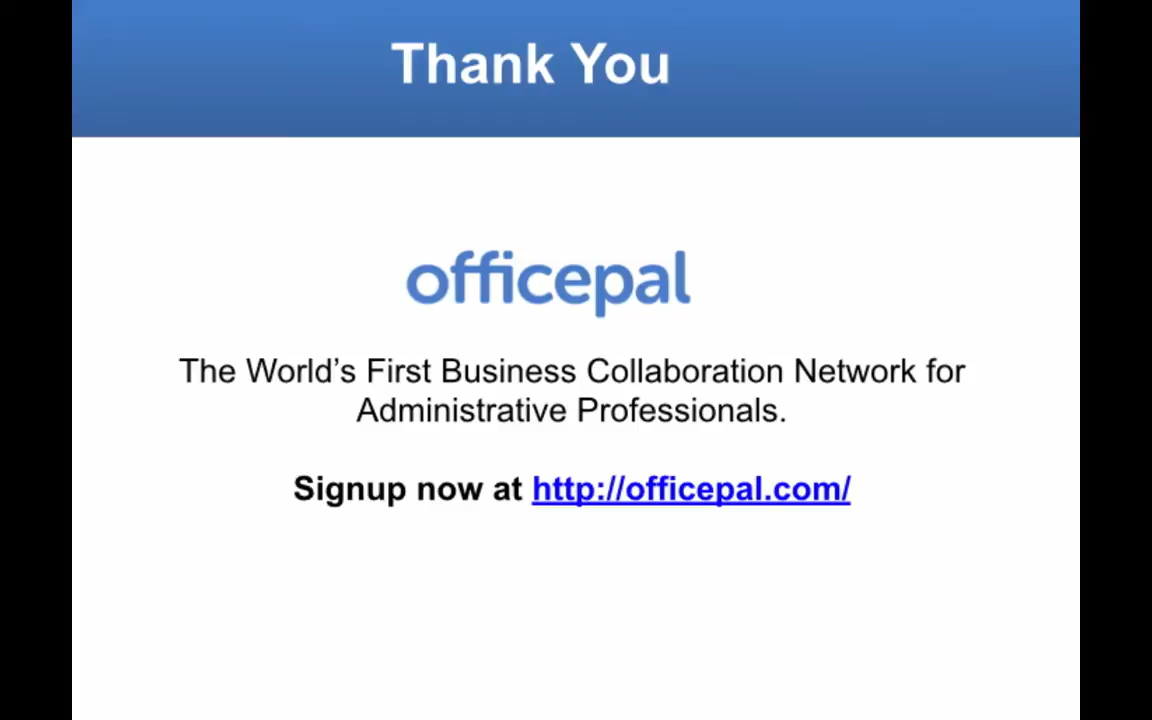 Thank You
officepal
The World’s First Business Collaboration Network for
Administrative Professionals.
Signup now at http://officepal.com/